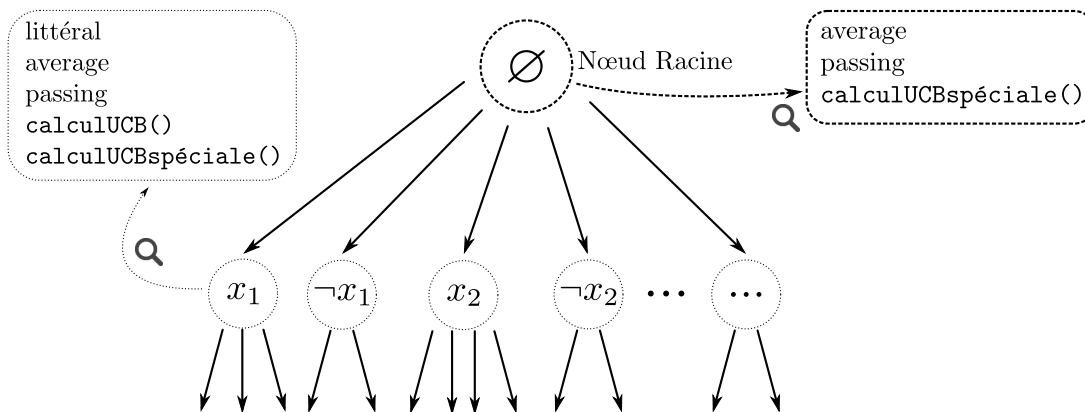 littéral
average
passing
calculUCB()
calculUCBspéciale()
∅
Nœud Racine
average
passing
calculUCBspéciale()
x₁
¬x₁
x₂
¬x₂
...
...